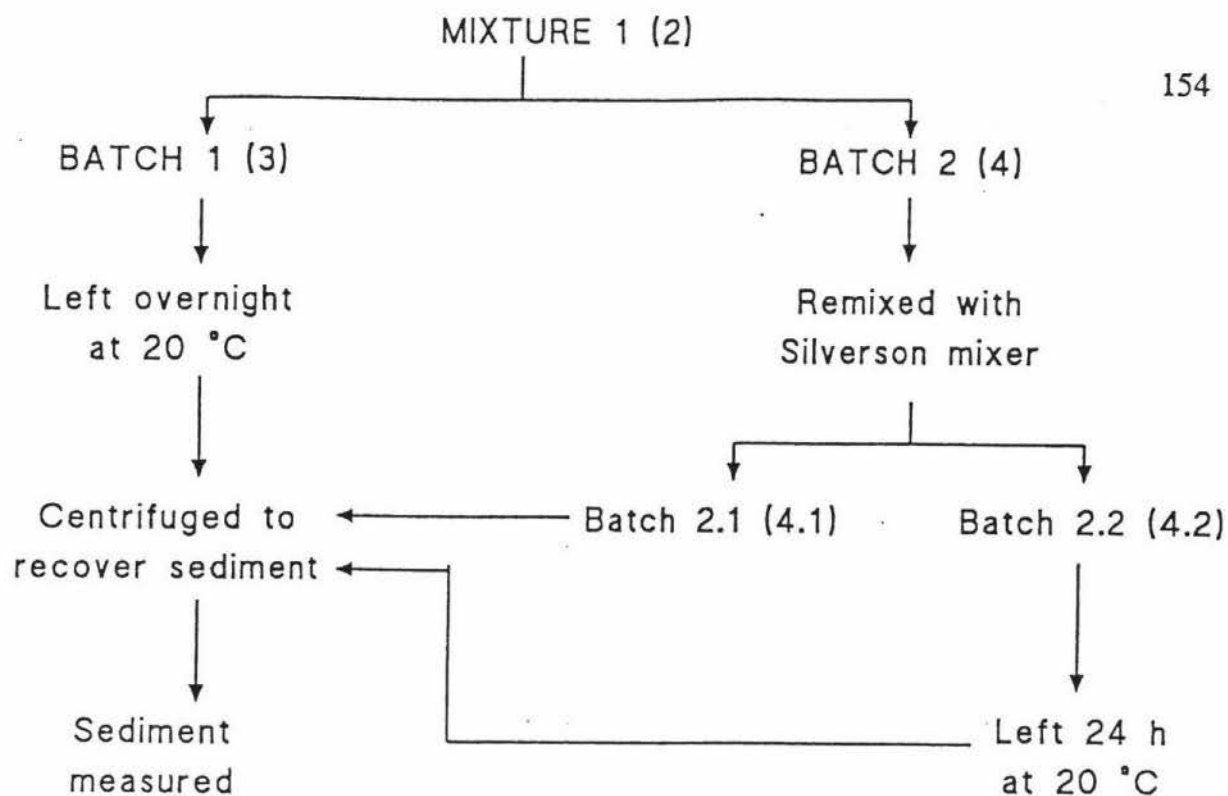 MIXTURE 1 (2)
154
BATCH 1 (3)
BATCH 2 (4)
Left overnight
at 20 °C
Remixed with
Silverson mixer
Centrifuged to
recover sediment
Batch 2.1 (4.1)
Batch 2.2 (4.2)
Sediment
measured
Left 24 h
at 20 °C